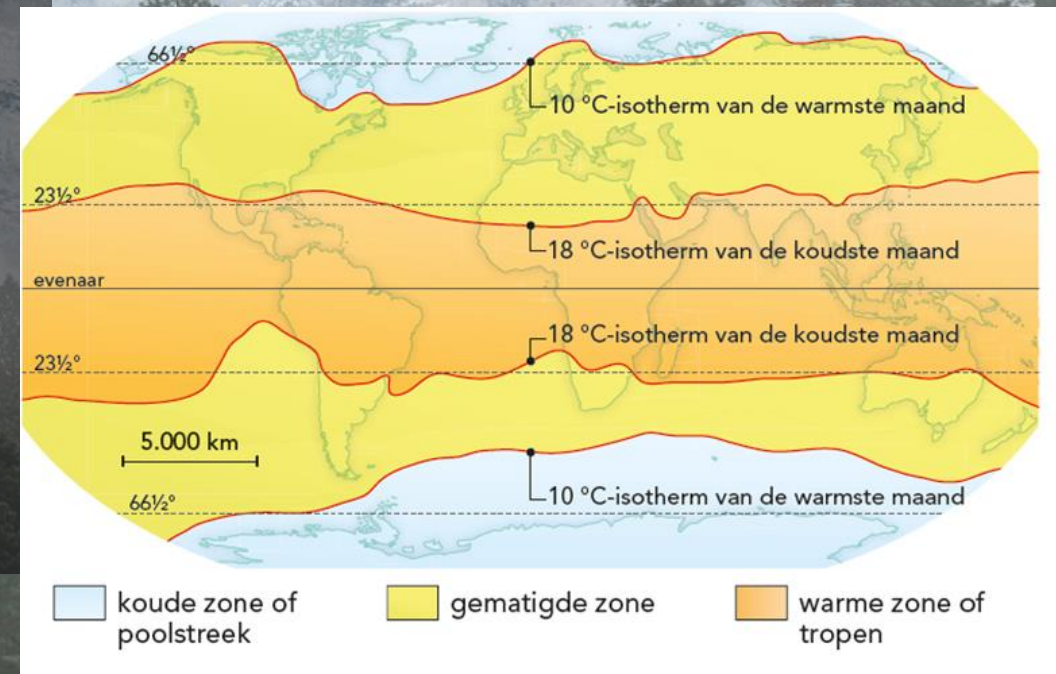 66½°
10 °C-isotherm van de warmste maand
23½°
18 °C-isotherm van de koudste maand
evenaar
18 °C-isotherm van de koudste maand
23½°
5.000 km
10 °C-isotherm van de warmste maand
66½°
koude zone of
poolstreek
gematigde zone
warme zone of
tropen